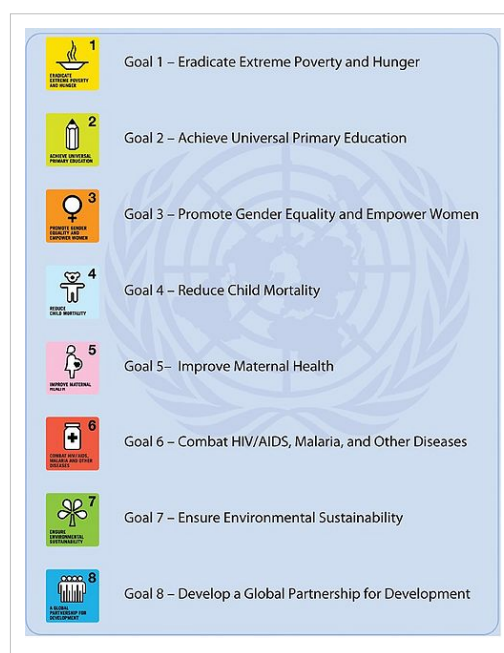 1
ERADICATE
EXTREME POVERTY
AND HUNGER
Goal 1 – Eradicate Extreme Poverty and Hunger
2
ACHIEVE UNIVERSAL
PRIMARY EDUCATION
Goal 2 – Achieve Universal Primary Education
3
PROMOTE GENDER
EQUALITY AND
EMPOWER WOMEN
Goal 3 – Promote Gender Equality and Empower Women
4
REDUCE
CHILD MORTALITY
Goal 4 – Reduce Child Mortality
5
IMPROVE MATERNAL
HEALTH
Goal 5– Improve Maternal Health
6
COMBAT HIV/AIDS,
MALARIA AND OTHER
DISEASES
Goal 6 – Combat HIV/AIDS, Malaria, and Other Diseases
7
ENSURE
ENVIRONMENTAL
SUSTAINABILITY
Goal 7 – Ensure Environmental Sustainability
8
A GLOBAL
PARTNERSHIP FOR
DEVELOPMENT
Goal 8 – Develop a Global Partnership for Development